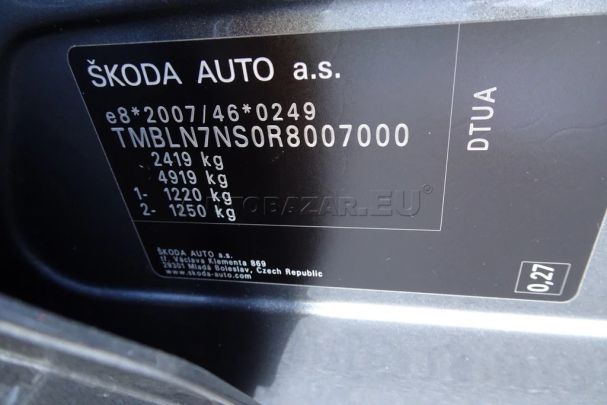 ŠKODA AUTO a.s.
e8*2007/46*0249
TMBLN7NS0R8007000
2419 kg
4919 kg
1- 1220 kg
2- 1250 kg
DTUA
AUTOBAZAR.EU®
ŠKODA AUTO a.s.
tř. Václava Klementa 869
29301 Mladá Boleslav, Czech Republic
www.skoda-auto.com
0,27